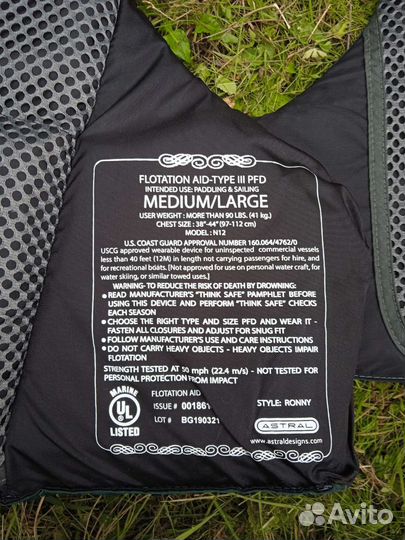 FLOTATION AID-TYPE III PFD
INTENDED USE: PADDLING & SAILING
MEDIUM/LARGE
USER WEIGHT : MORE THAN 90 LBS. (41 kg.)
CHEST SIZE : 38"-44" (97-112 cm)
MODEL : N12
U.S. COAST GUARD APPROVAL NUMBER 160.064/4762/0
USCG approved wearable device for uninspected commercial vessels
less than 40 feet (12M) in length not carrying passengers for hire, and
for recreational boats. [Not approved for use on personal water craft, for
water skiing, or similar towed uses.]
WARNING- TO REDUCE THE RISK OF DEATH BY DROWNING:
● READ MANUFACTURER'S "THINK SAFE" PAMPHLET BEFORE
USING THIS DEVICE AND PERFORM "THINK SAFE" CHECKS
EACH SEASON
● CHOOSE THE RIGHT TYPE AND SIZE PFD AND WEAR IT -
FASTEN ALL CLOSURES AND ADJUST FOR SNUG FIT
● FOLLOW MANUFACTURER'S USE AND CARE INSTRUCTIONS
● DO NOT CARRY HEAVY OBJECTS - HEAVY OBJECTS IMPAIR
FLOTATION
STRENGTH TESTED AT 50 mph (22.4 m/s) - NOT TESTED FOR
PERSONAL PROTECTION FROM IMPACT
MARINE
UL
LISTED
FLOTATION AID
ISSUE # 001861
LOT # BG190321
STYLE: RONNY
ASTRAL
www.astraldesigns.com
Avito